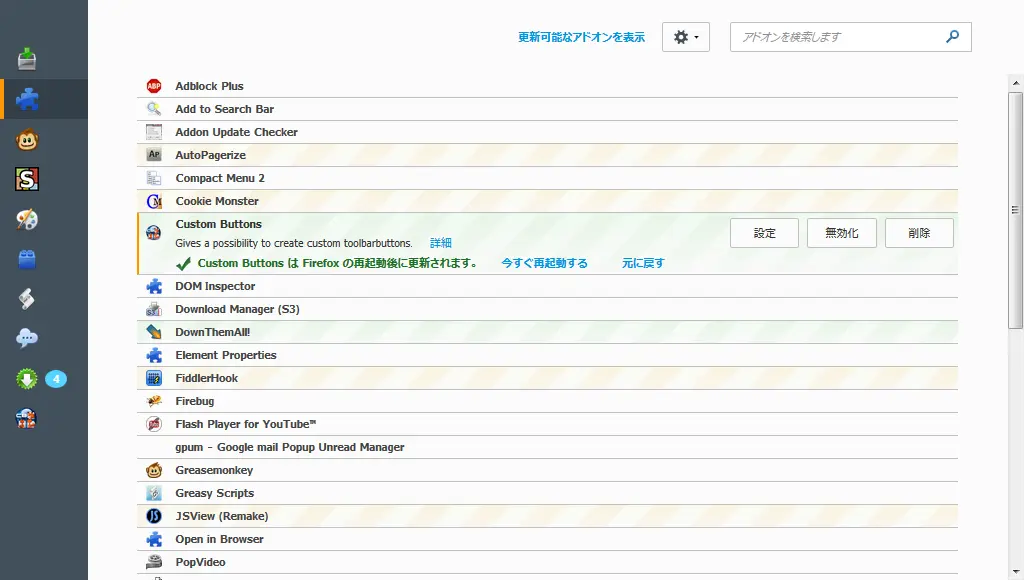 更新可能なアドオンを表示
アドオンを検索します
ABP Adblock Plus
Add to Search Bar
Addon Update Checker
AP AutoPagerize
Compact Menu 2
CM Cookie Monster
Custom Buttons
Gives a possibility to create custom toolbarbuttons. 詳細
設定 無効化 削除
Custom Buttons は Firefox の再起動後に更新されます。 今すぐ再起動する 元に戻す
DOM Inspector
S3 Download Manager (S3)
DownThemAll!
Element Properties
FiddlerHook
Firebug
Flash Player for YouTube™
gpum - Google mail Popup Unread Manager
Greasemonkey
Greasy Scripts
JS JSView (Remake)
Open in Browser
PopVideo
S
4